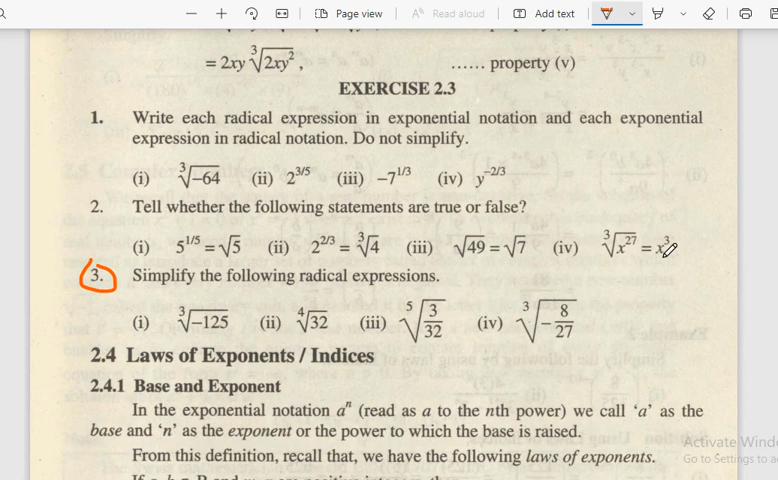 Page view Read aloud Add text
= 2xy ∛(2xy²) , ...... property (v)
EXERCISE 2.3
1. Write each radical expression in exponential notation and each exponential
expression in radical notation. Do not simplify.
(i) ∛(-64) (ii) 2^(3/5) (iii) -7^(1/3) (iv) y^(-2/3)
2. Tell whether the following statements are true or false?
(i) 5^(1/5) = √5 (ii) 2^(2/3) = ∛4 (iii) √49 = √7 (iv) ∛(x^27) = x³
3. Simplify the following radical expressions.
(i) ∛(-125) (ii) ∜32 (iii) ⁵√(3/32) (iv) ∛(-8/27)
2.4 Laws of Exponents / Indices
2.4.1 Base and Exponent
In the exponential notation aⁿ (read as a to the nth power) we call ‘a’ as the
base and ‘n’ as the exponent or the power to which the base is raised.
From this definition, recall that, we have the following laws of exponents.
Activate Windo
Go to Settings to a